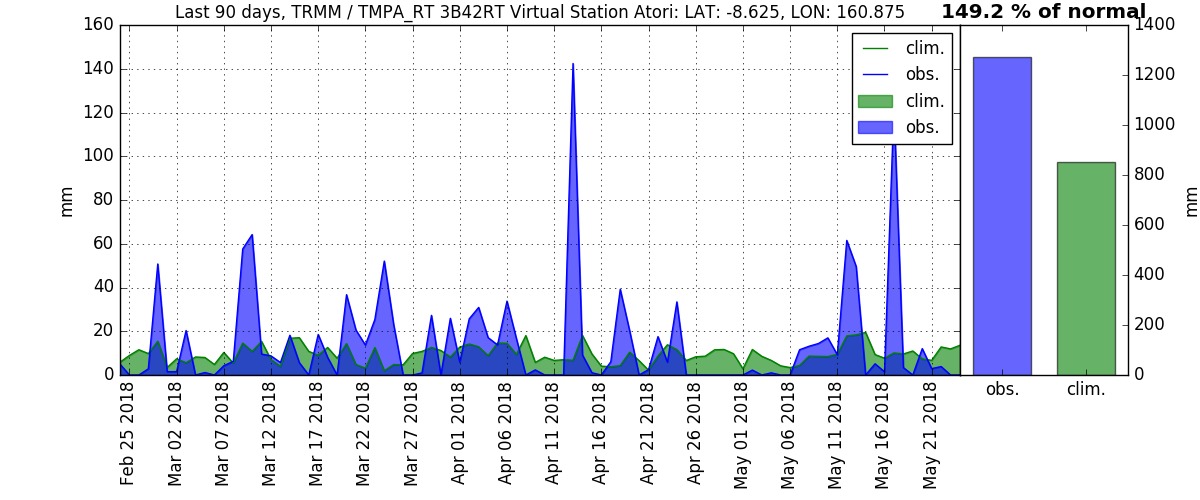 Last 90 days, TRMM / TMPA_RT 3B42RT Virtual Station Atori: LAT: -8.625, LON: 160.875
149.2 % of normal
160
140
120
100
80
60
40
20
0
mm
clim.
obs.
clim.
obs.
Feb 25 2018
Mar 02 2018
Mar 07 2018
Mar 12 2018
Mar 17 2018
Mar 22 2018
Mar 27 2018
Apr 01 2018
Apr 06 2018
Apr 11 2018
Apr 16 2018
Apr 21 2018
Apr 26 2018
May 01 2018
May 06 2018
May 11 2018
May 16 2018
May 21 2018
1400
1200
1000
800
600
400
200
0
mm
obs.
clim.